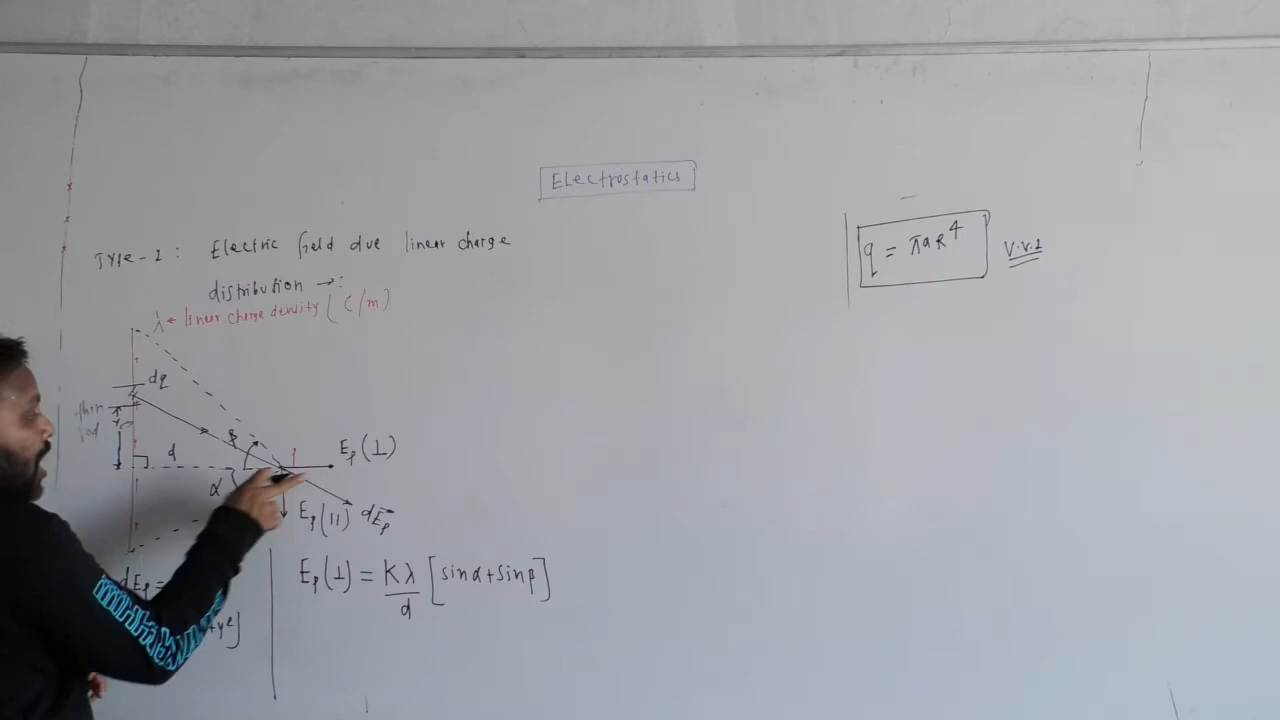 Electrostatics
TYPE-I : Electric field due linear charge
distribution →:
λ ← linear charge density ( C/m )
q = πaR⁴
V.V.I
dq
thin
rod
y
d
β
α
P
E_p(⊥)
E_p(||)
dE_p
dE_p =
+y²]
E_p(⊥) = Kλ/d [sinα+sinβ]